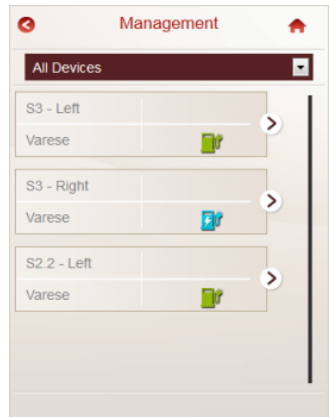 Management
All Devices
S3 - Left
Varese
S3 - Right
Varese
S2.2 - Left
Varese